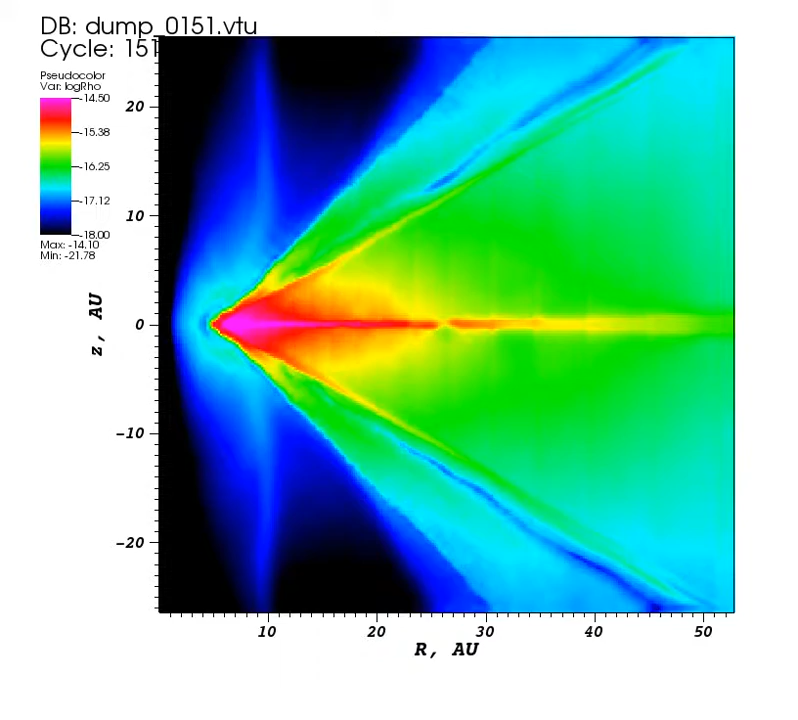 DB: dump_0151.vtu
Cycle: 151
Pseudocolor
Var: logRho
-14.50
-15.38
-16.25
-17.12
-18.00
Max: -14.10
Min: -21.78
20
10
0
-10
-20
z, AU
10 20 30 40 50
R, AU